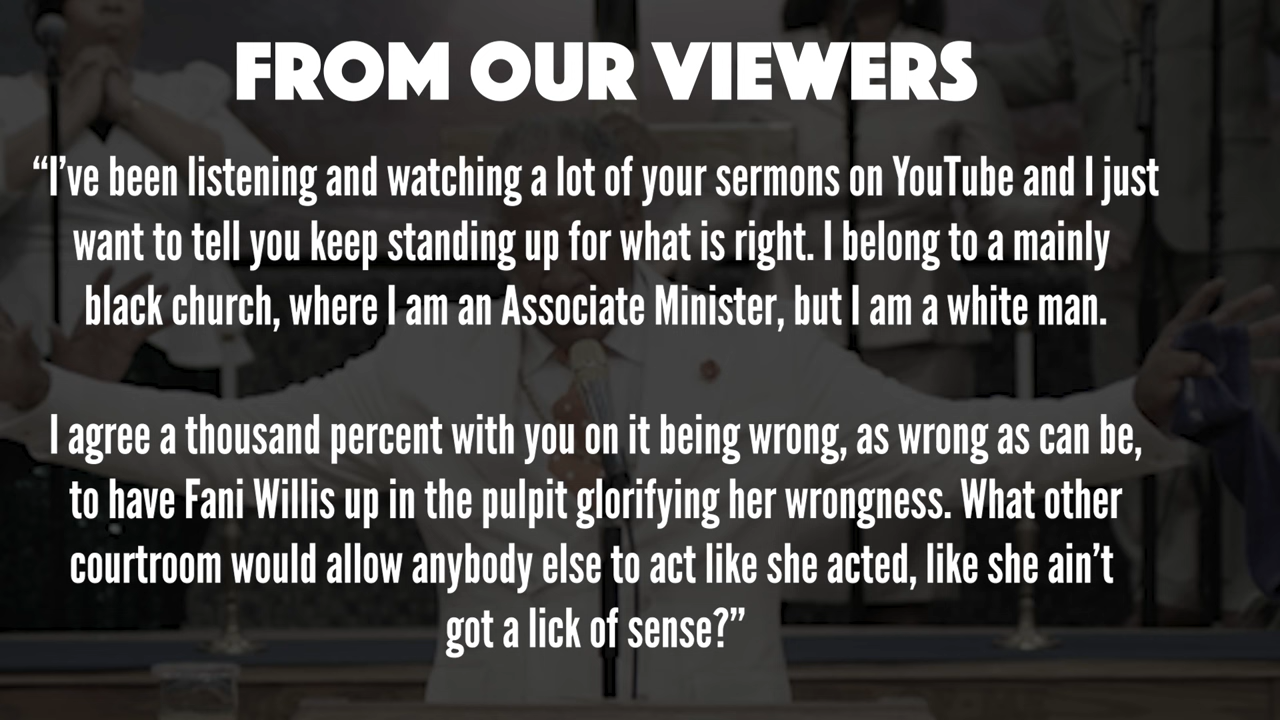 FROM OUR VIEWERS
“I’ve been listening and watching a lot of your sermons on YouTube and I just
want to tell you keep standing up for what is right. I belong to a mainly
black church, where I am an Associate Minister, but I am a white man.
I agree a thousand percent with you on it being wrong, as wrong as can be,
to have Fani Willis up in the pulpit glorifying her wrongness. What other
courtroom would allow anybody else to act like she acted, like she ain’t
got a lick of sense?”